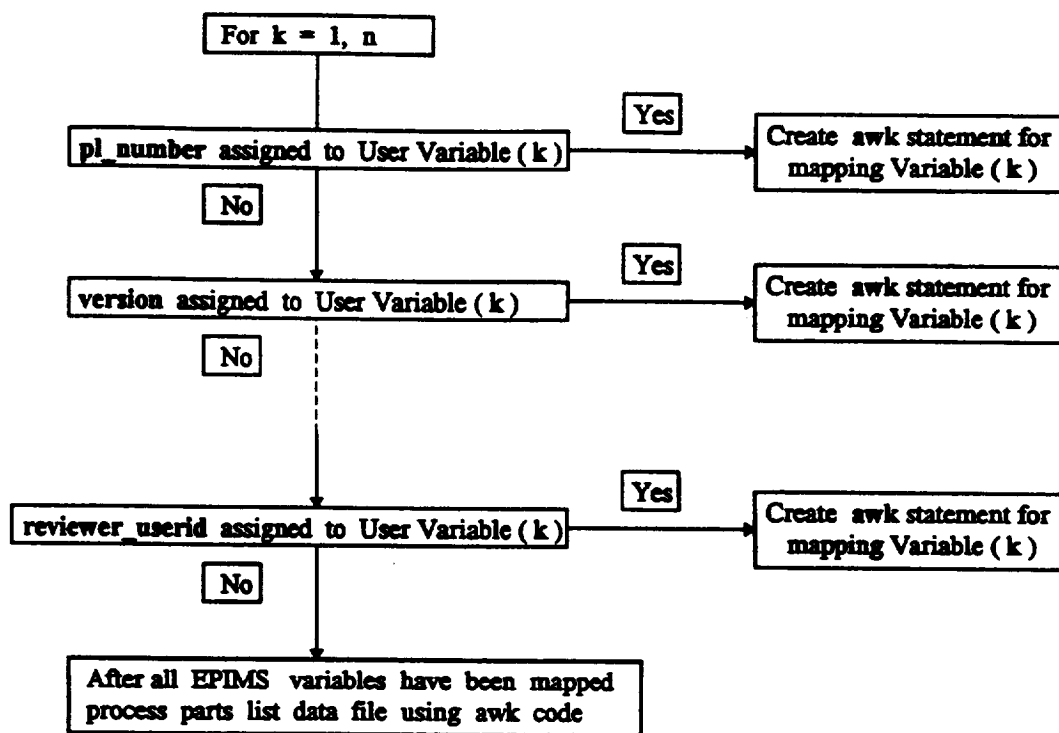 For k = 1, n
Yes
pl_number assigned to User Variable ( k )
Create awk statement for
mapping Variable ( k )
No
Yes
version assigned to User Variable ( k )
Create awk statement for
mapping Variable ( k )
No
Yes
reviewer_userid assigned to User Variable ( k )
Create awk statement for
mapping Variable ( k )
No
After all EPIMS variables have been mapped
process parts list data file using awk code